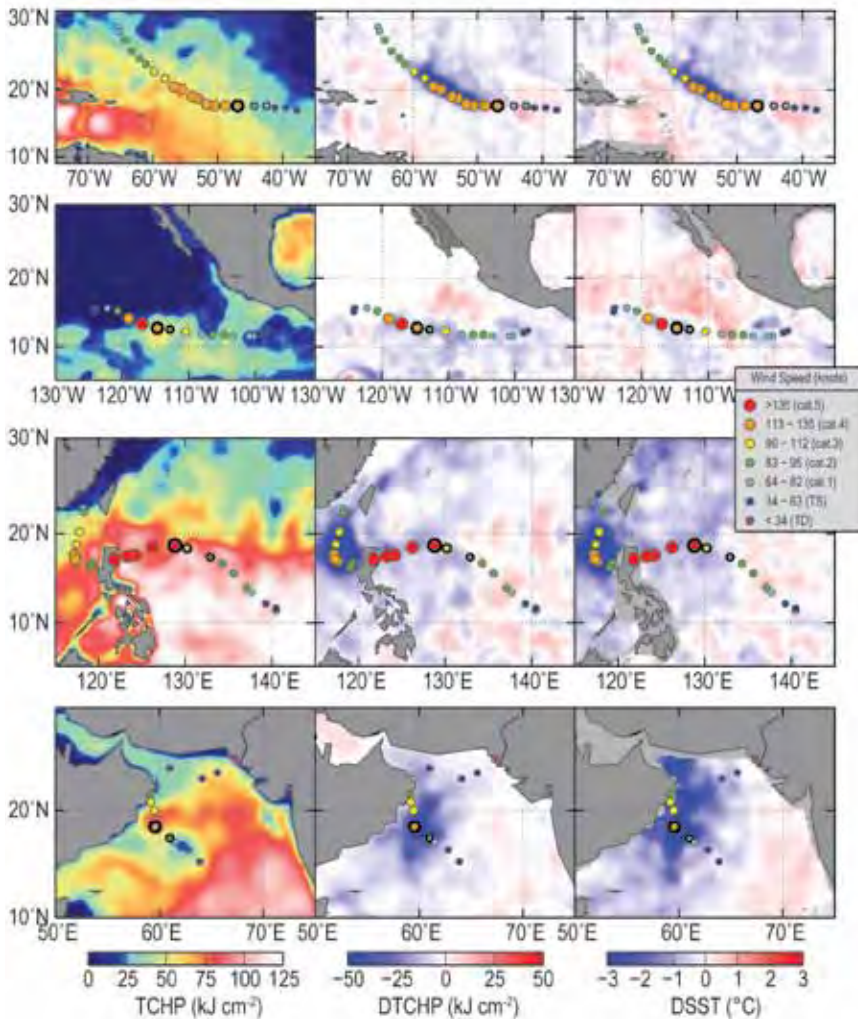 30°N
20°N
10°N
70°W 60°W 50°W 40°W 70°W 60°W 50°W 40°W 70°W 60°W 50°W 40°W
30°N
20°N
10°N
130°W 120°W 110°W 100°W 120°W 110°W 100°W 130°W 120°W 110°W
Wind Speed (knots)
>135 (cat.5)
113 – 135 (cat.4)
96 – 112 (cat.3)
83 – 95 (cat.2)
64 – 82 (cat.1)
34 – 63 (TS)
< 34 (TD)
30°N
20°N
10°N
120°E 130°E 140°E 120°E 130°E 140°E 120°E 130°E 140°E
20°N
10°N
50°E 60°E 70°E 50°E 60°E 70°E 50°E 60°E 70°E
0 25 50 75 100 125
TCHP (kJ cm-2)
−50 −25 0 25 50
DTCHP (kJ cm-2)
−3 −2 −1 0 1 2 3
DSST (°C)